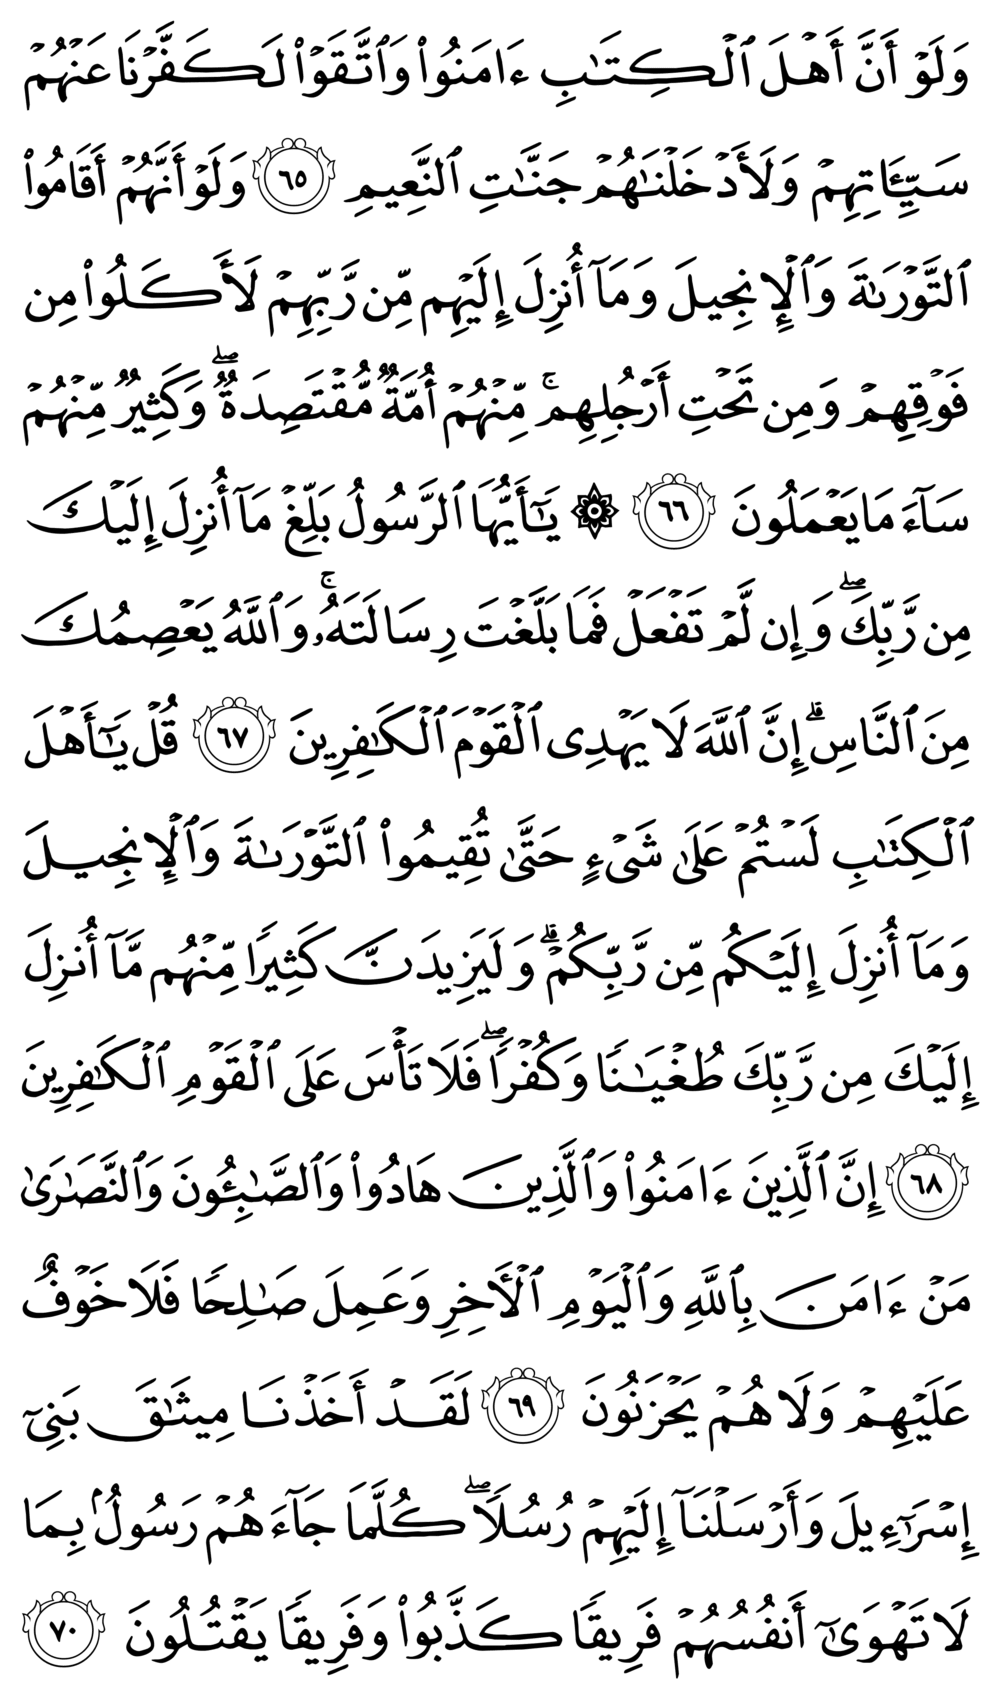 وَلَوۡ أَنَّ أَهۡلَ ٱلۡكِتَٰبِ ءَامَنُواْ وَٱتَّقَوۡاْ لَكَفَّرۡنَا عَنۡهُمۡ
سَيِّـَٔاتِهِمۡ وَلَأَدۡخَلۡنَٰهُمۡ جَنَّٰتِ ٱلنَّعِيمِ ٦٥ وَلَوۡ أَنَّهُمۡ أَقَامُواْ
ٱلتَّوۡرَىٰةَ وَٱلۡإِنجِيلَ وَمَآ أُنزِلَ إِلَيۡهِم مِّن رَّبِّهِمۡ لَأَكَلُواْ مِن
فَوۡقِهِمۡ وَمِن تَحۡتِ أَرۡجُلِهِمۚ مِّنۡهُمۡ أُمَّةٞ مُّقۡتَصِدَةٞۖ وَكَثِيرٞ مِّنۡهُمۡ
سَآءَ مَا يَعۡمَلُونَ ٦٦ ۞ يَٰٓأَيُّهَا ٱلرَّسُولُ بَلِّغۡ مَآ أُنزِلَ إِلَيۡكَ
مِن رَّبِّكَۖ وَإِن لَّمۡ تَفۡعَلۡ فَمَا بَلَّغۡتَ رِسَالَتَهُۥۚ وَٱللَّهُ يَعۡصِمُكَ
مِنَ ٱلنَّاسِۗ إِنَّ ٱللَّهَ لَا يَهۡدِي ٱلۡقَوۡمَ ٱلۡكَٰفِرِينَ ٦٧ قُلۡ يَٰٓأَهۡلَ
ٱلۡكِتَٰبِ لَسۡتُمۡ عَلَىٰ شَيۡءٍ حَتَّىٰ تُقِيمُواْ ٱلتَّوۡرَىٰةَ وَٱلۡإِنجِيلَ
وَمَآ أُنزِلَ إِلَيۡكُم مِّن رَّبِّكُمۡۗ وَلَيَزِيدَنَّ كَثِيرٗا مِّنۡهُم مَّآ أُنزِلَ
إِلَيۡكَ مِن رَّبِّكَ طُغۡيَٰنٗا وَكُفۡرٗاۖ فَلَا تَأۡسَ عَلَى ٱلۡقَوۡمِ ٱلۡكَٰفِرِينَ
٦٨ إِنَّ ٱلَّذِينَ ءَامَنُواْ وَٱلَّذِينَ هَادُواْ وَٱلصَّٰبِـُٔونَ وَٱلنَّصَٰرَىٰ
مَنۡ ءَامَنَ بِٱللَّهِ وَٱلۡيَوۡمِ ٱلۡأٓخِرِ وَعَمِلَ صَٰلِحٗا فَلَا خَوۡفٌ
عَلَيۡهِمۡ وَلَا هُمۡ يَحۡزَنُونَ ٦٩ لَقَدۡ أَخَذۡنَا مِيثَٰقَ بَنِيٓ
إِسۡرَٰٓءِيلَ وَأَرۡسَلۡنَآ إِلَيۡهِمۡ رُسُلٗاۖ كُلَّمَا جَآءَهُمۡ رَسُولُۢ بِمَا
لَا تَهۡوَىٰٓ أَنفُسُهُمۡ فَرِيقٗا كَذَّبُواْ وَفَرِيقٗا يَقۡتُلُونَ ٧٠